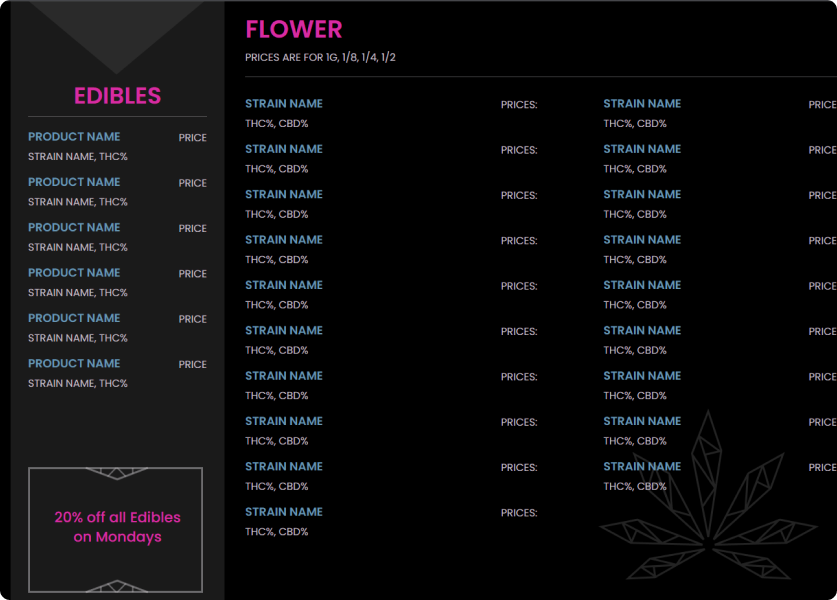 EDIBLES
PRODUCT NAME PRICE
STRAIN NAME, THC%
PRODUCT NAME PRICE
STRAIN NAME, THC%
PRODUCT NAME PRICE
STRAIN NAME, THC%
PRODUCT NAME PRICE
STRAIN NAME, THC%
PRODUCT NAME PRICE
STRAIN NAME, THC%
PRODUCT NAME PRICE
STRAIN NAME, THC%
20% off all Edibles
on Mondays
FLOWER
PRICES ARE FOR 1G, 1/8, 1/4, 1/2
STRAIN NAME PRICES:
THC%, CBD%
STRAIN NAME PRICES:
THC%, CBD%
STRAIN NAME PRICES:
THC%, CBD%
STRAIN NAME PRICES:
THC%, CBD%
STRAIN NAME PRICES:
THC%, CBD%
STRAIN NAME PRICES:
THC%, CBD%
STRAIN NAME PRICES:
THC%, CBD%
STRAIN NAME PRICES:
THC%, CBD%
STRAIN NAME PRICES:
THC%, CBD%
STRAIN NAME PRICES:
THC%, CBD%
STRAIN NAME PRICE
THC%, CBD%
STRAIN NAME PRICE
THC%, CBD%
STRAIN NAME PRICE
THC%, CBD%
STRAIN NAME PRICE
THC%, CBD%
STRAIN NAME PRICE
THC%, CBD%
STRAIN NAME PRICE
THC%, CBD%
STRAIN NAME PRICE
THC%, CBD%
STRAIN NAME PRICE
THC%, CBD%
STRAIN NAME PRICE
THC%, CBD%